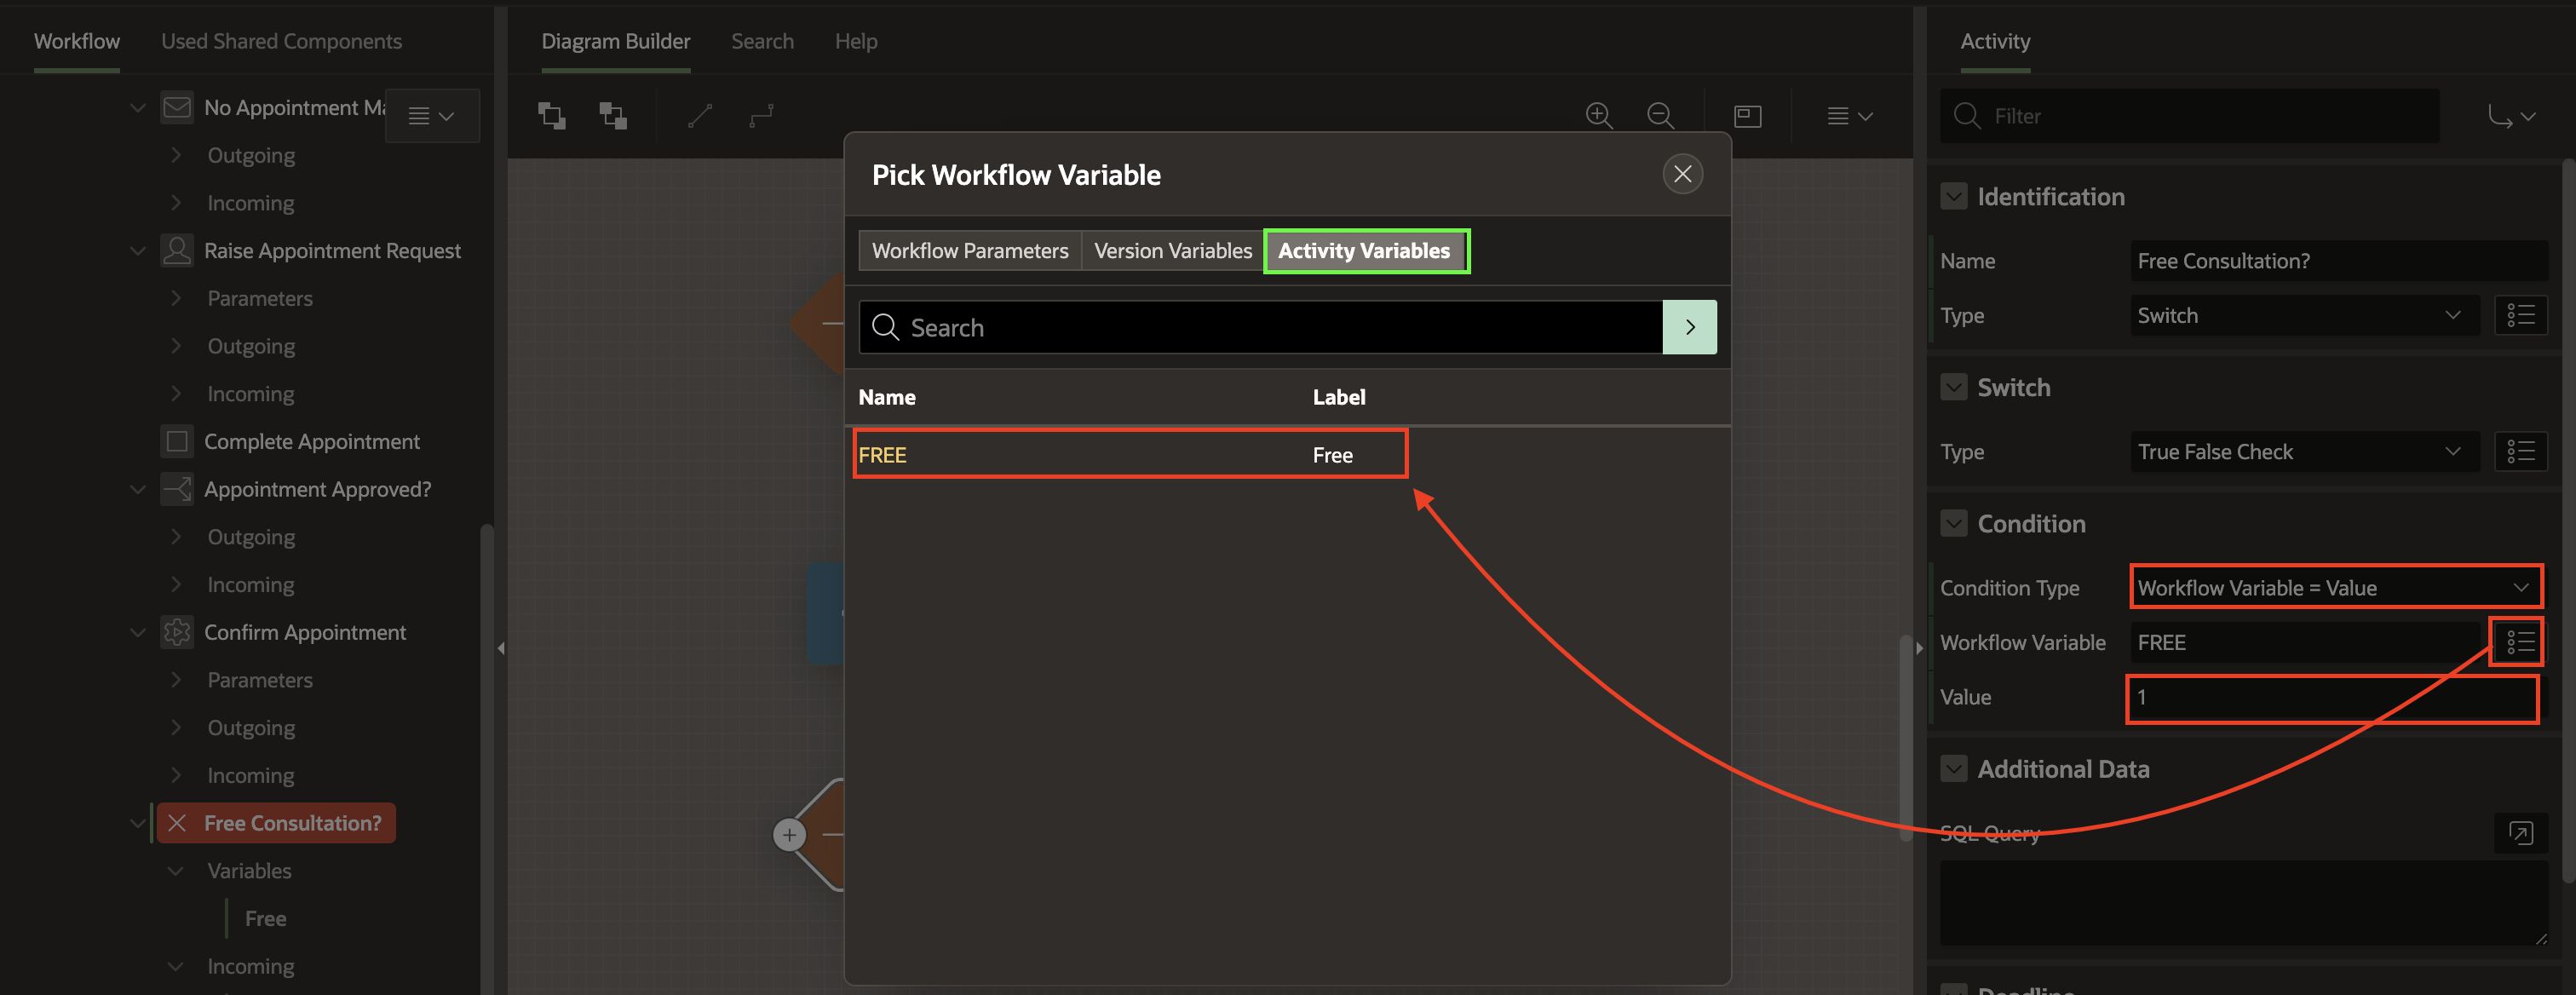 Workflow
Used Shared Components
No Appointment Ma
Outgoing
Incoming
Raise Appointment Request
Parameters
Outgoing
Incoming
Complete Appointment
Appointment Approved?
Outgoing
Incoming
Confirm Appointment
Parameters
Outgoing
Incoming
Free Consultation?
Variables
Free
Incoming
Diagram Builder
Search
Help
Pick Workflow Variable
Workflow Parameters
Version Variables
Activity Variables
Search
Name Label
FREE Free
Activity
Filter
Identification
Name Free Consultation?
Type Switch
Switch
Type True False Check
Condition
Condition Type Workflow Variable = Value
Workflow Variable FREE
Value 1
Additional Data
SQL Query
Deadline